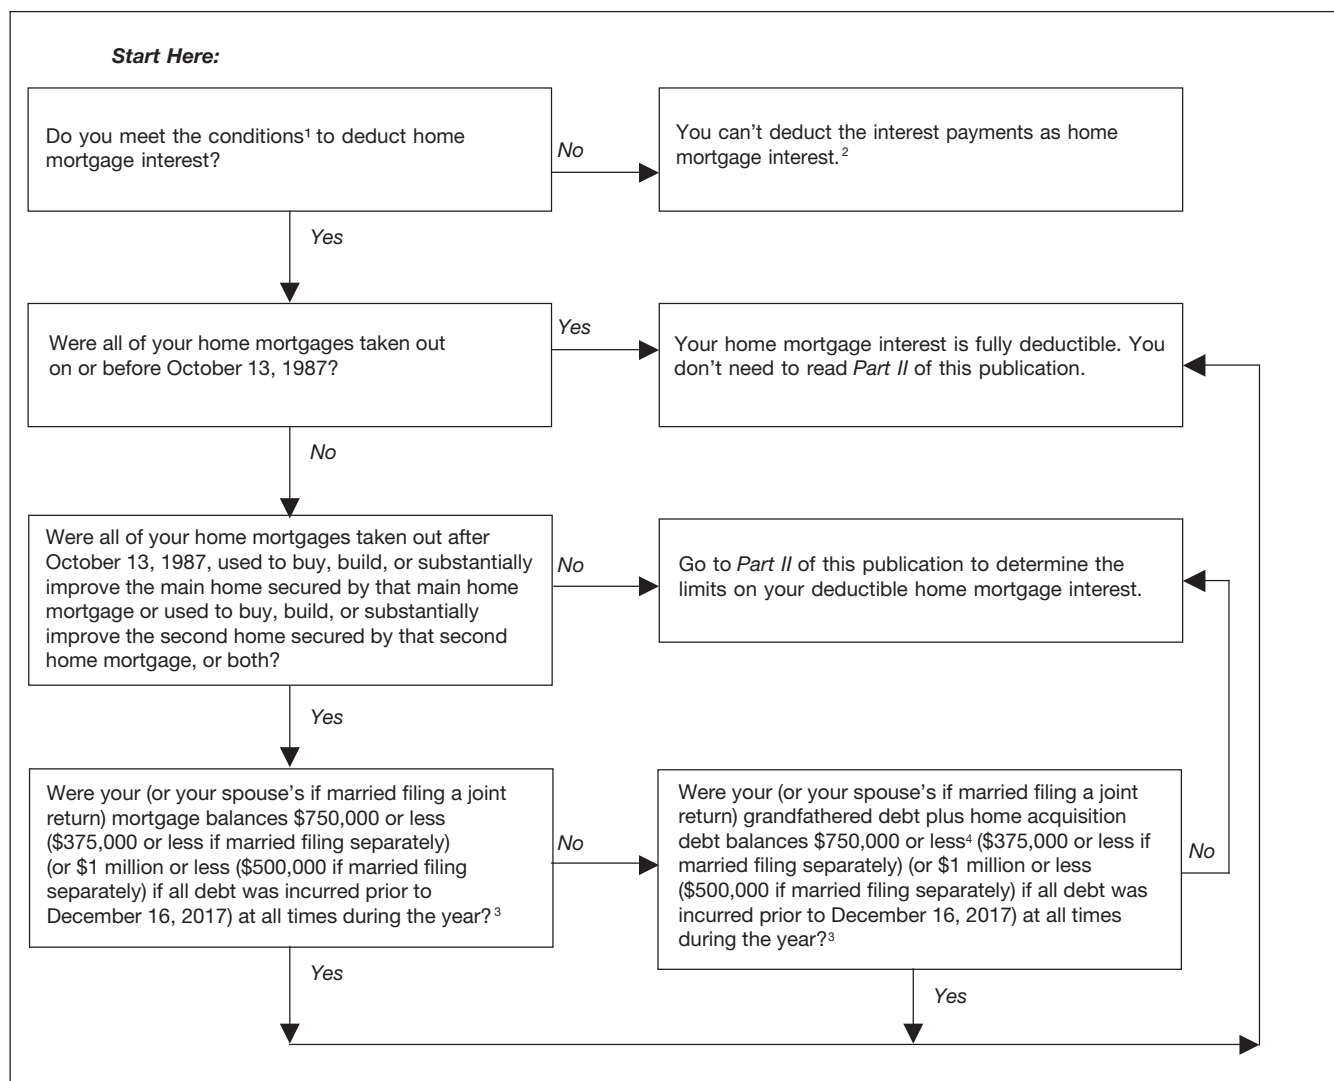 Start Here:
Do you meet the conditions¹ to deduct home
mortgage interest?
No
You can't deduct the interest payments as home
mortgage interest.²
Yes
Were all of your home mortgages taken out
on or before October 13, 1987?
Yes
Your home mortgage interest is fully deductible. You
don't need to read Part II of this publication.
No
Were all of your home mortgages taken out after
October 13, 1987, used to buy, build, or substantially
improve the main home secured by that main home
mortgage or used to buy, build, or substantially
improve the second home secured by that second
home mortgage, or both?
No
Go to Part II of this publication to determine the
limits on your deductible home mortgage interest.
Yes
Were your (or your spouse's if married filing a joint
return) mortgage balances $750,000 or less
($375,000 or less if married filing separately)
(or $1 million or less ($500,000 if married filing
separately) if all debt was incurred prior to
December 16, 2017) at all times during the year?³
No
Were your (or your spouse's if married filing a joint
return) grandfathered debt plus home acquisition
debt balances $750,000 or less⁴ ($375,000 or less if
married filing separately) (or $1 million or less
($500,000 if married filing separately) if all debt was
incurred prior to December 16, 2017) at all times
during the year?³
No
Yes
Yes